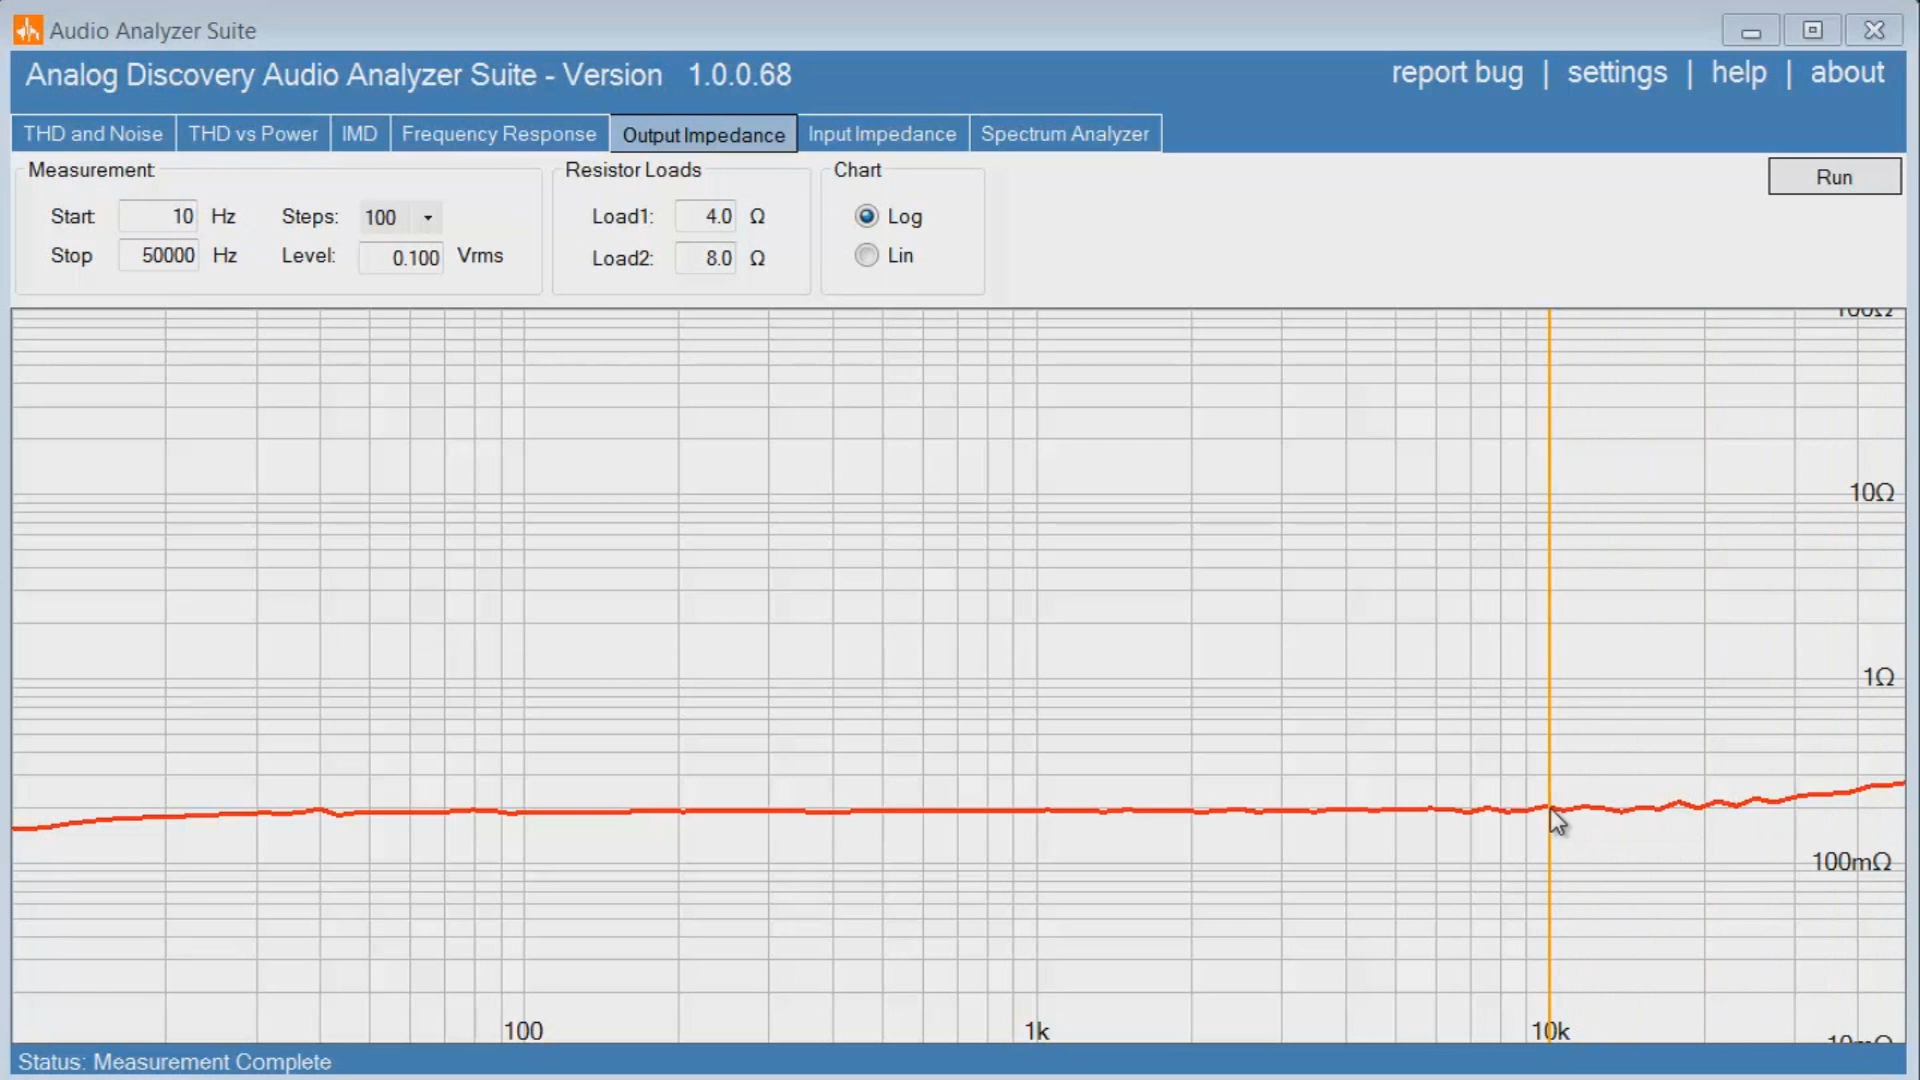 Audio Analyzer Suite
Analog Discovery Audio Analyzer Suite - Version 1.0.0.68
report bug | settings | help | about
THD and Noise THD vs Power IMD Frequency Response Output Impedance Input Impedance Spectrum Analyzer
Measurement Resistor Loads Chart Run
Start 10 Hz Steps: 100 Load1: 4.0 Ω Log
Stop 50000 Hz Level: 0.100 Vrms Load2: 8.0 Ω Lin
100Ω
10Ω
1Ω
100mΩ
100 1k 10k
10mΩ
Status: Measurement Complete